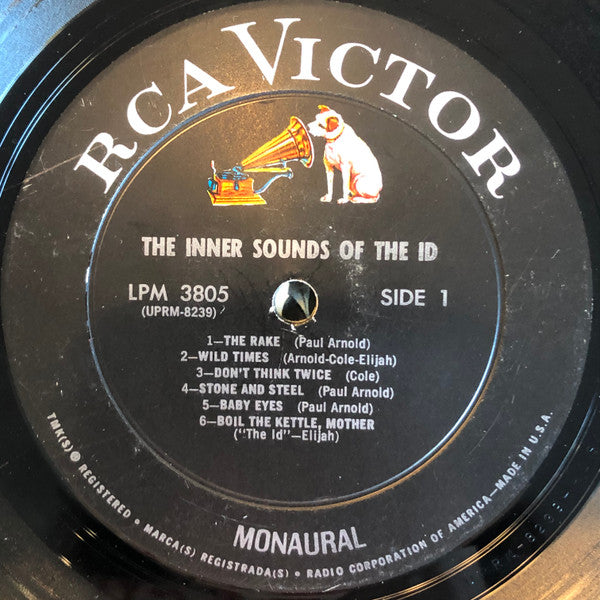 RCA VICTOR
THE INNER SOUNDS OF THE ID
LPM 3805
(UPRM-8239)
SIDE 1
1—THE RAKE (Paul Arnold)
2—WILD TIMES (Arnold-Cole-Elijah)
3—DON'T THINK TWICE (Cole)
4—STONE AND STEEL (Paul Arnold)
5—BABY EYES (Paul Arnold)
6—BOIL THE KETTLE, MOTHER
("The Id"—Elijah)
MONAURAL
TMK(S) ® REGISTERED • MARCA(S) REGISTRADA(S) • RADIO CORPORATION OF AMERICA—MADE IN U.S.A.